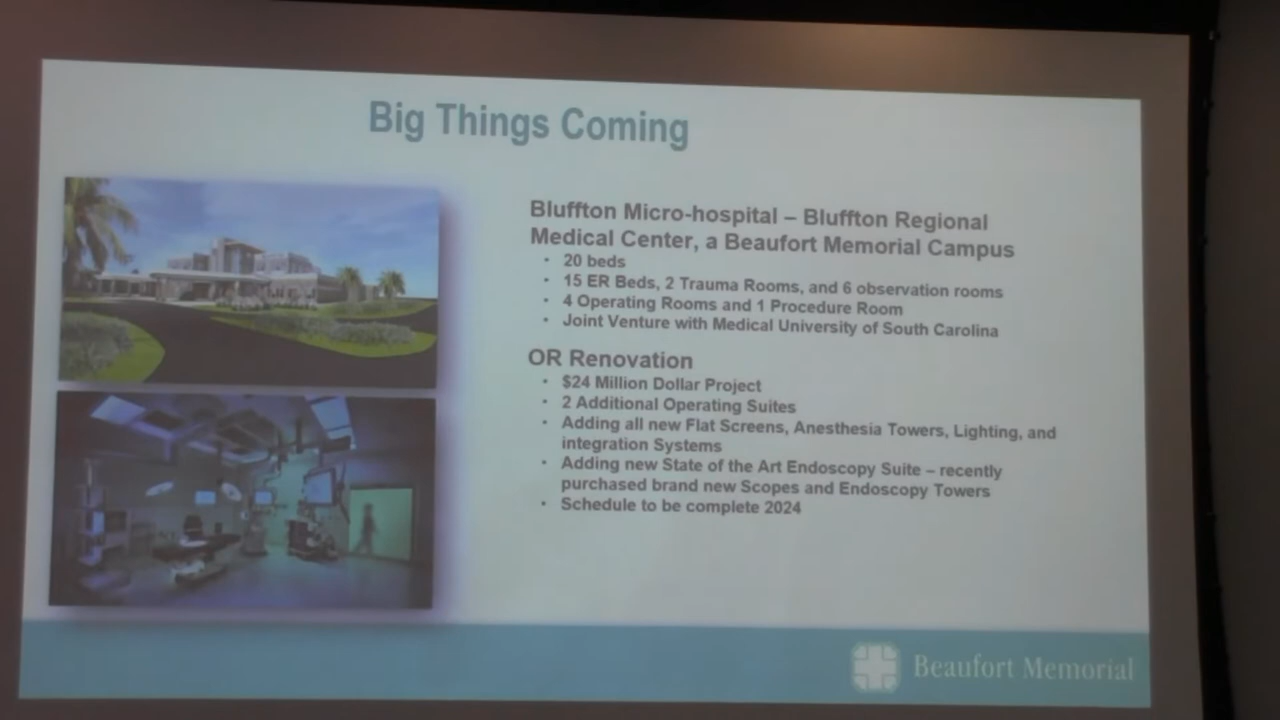 Big Things Coming
Bluffton Micro-hospital – Bluffton Regional
Medical Center, a Beaufort Memorial Campus
• 20 beds
• 15 ER Beds, 2 Trauma Rooms, and 6 observation rooms
• 4 Operating Rooms and 1 Procedure Room
• Joint Venture with Medical University of South Carolina
OR Renovation
• $24 Million Dollar Project
• 2 Additional Operating Suites
• Adding all new Flat Screens, Anesthesia Towers, Lighting, and
integration Systems
• Adding new State of the Art Endoscopy Suite – recently
purchased brand new Scopes and Endoscopy Towers
• Schedule to be complete 2024
Beaufort Memorial